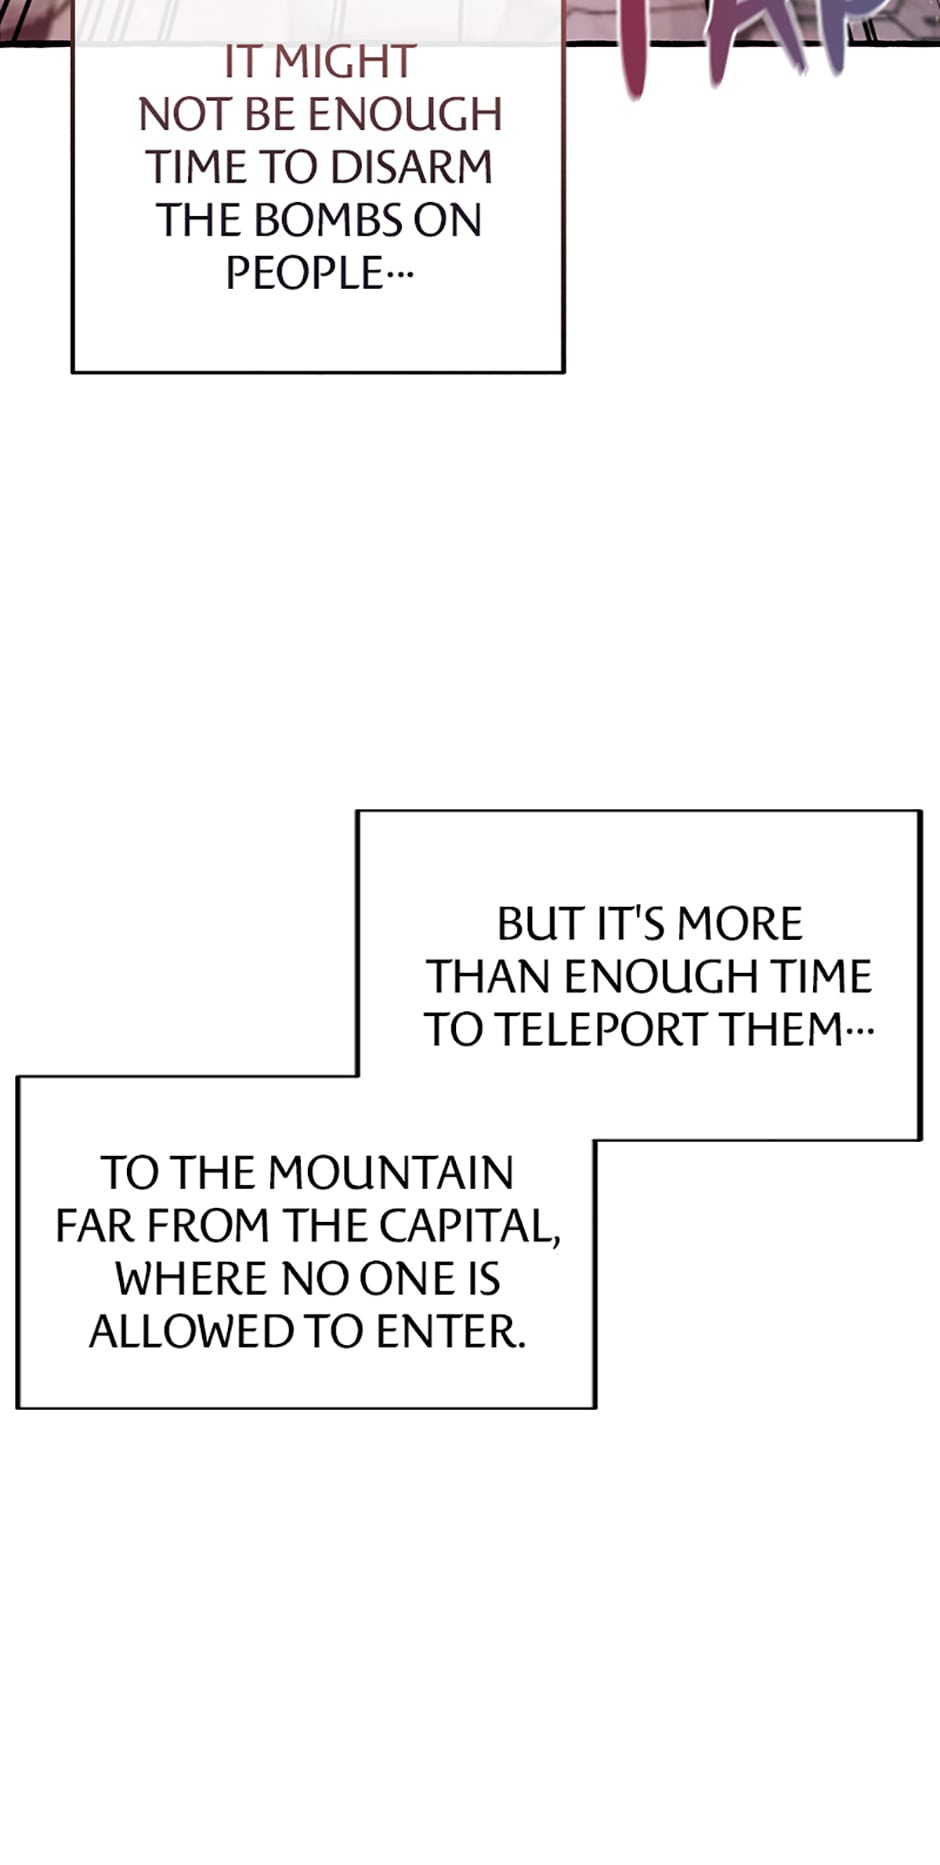 TAP
IT MIGHT
NOT BE ENOUGH
TIME TO DISARM
THE BOMBS ON
PEOPLE···
BUT IT'S MORE
THAN ENOUGH TIME
TO TELEPORT THEM···
TO THE MOUNTAIN
FAR FROM THE CAPITAL,
WHERE NO ONE IS
ALLOWED TO ENTER.